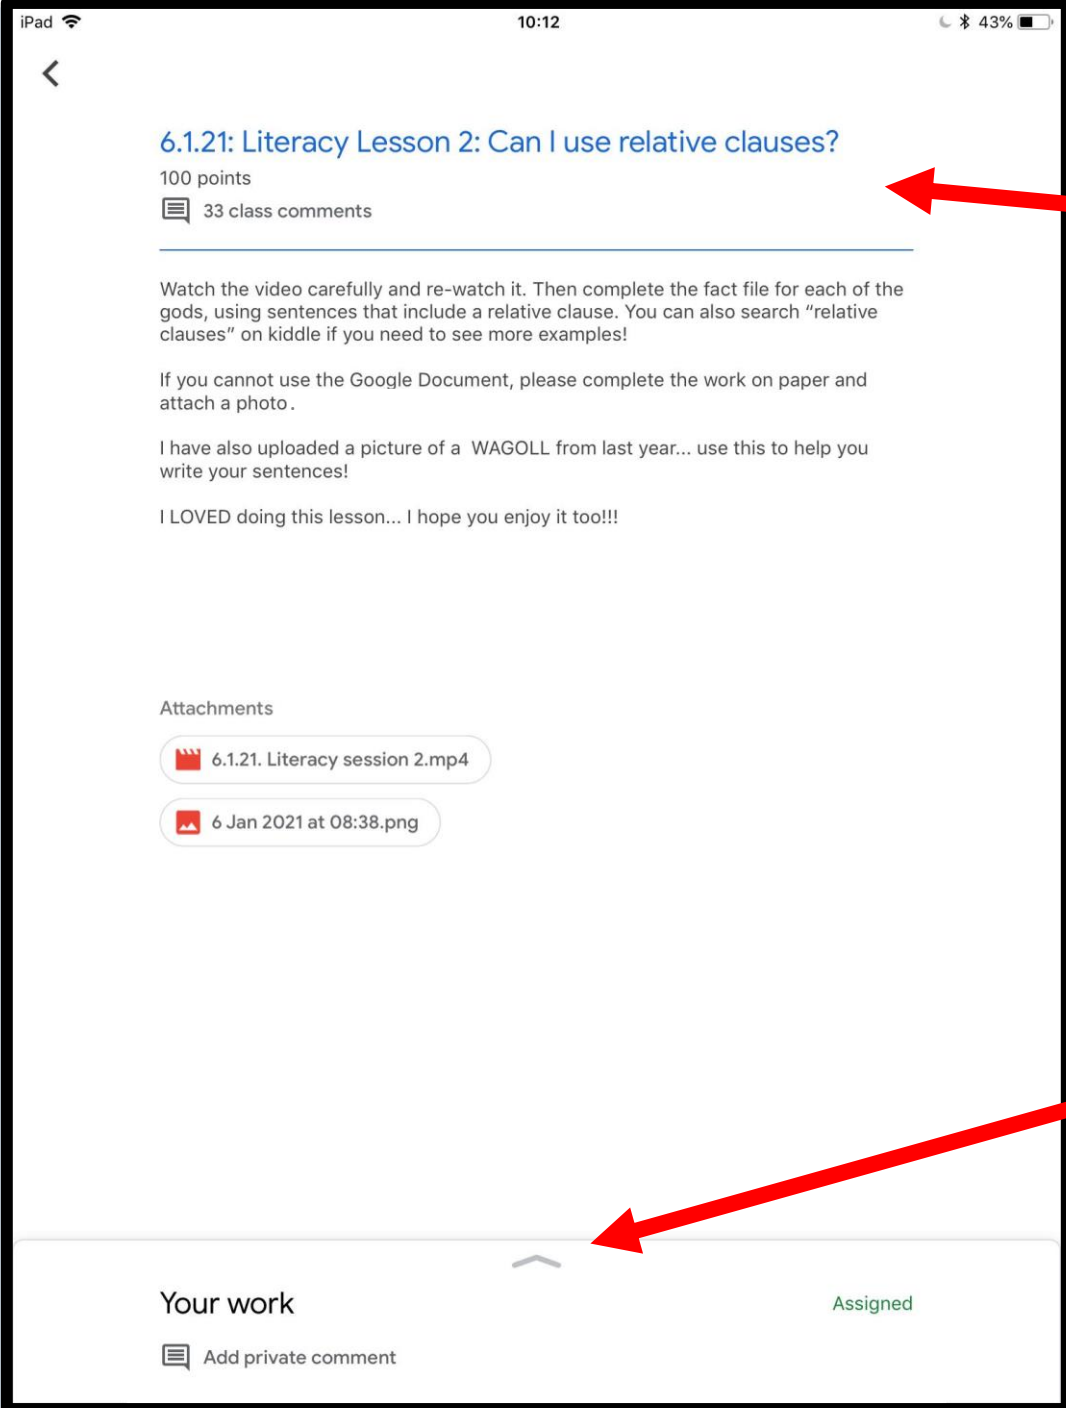 iPad 10:12 43%
6.1.21: Literacy Lesson 2: Can I use relative clauses?
100 points
33 class comments
Watch the video carefully and re-watch it. Then complete the fact file for each of the
gods, using sentences that include a relative clause. You can also search “relative
clauses” on kiddle if you need to see more examples!
If you cannot use the Google Document, please complete the work on paper and
attach a photo.
I have also uploaded a picture of a WAGOLL from last year... use this to help you
write your sentences!
I LOVED doing this lesson... I hope you enjoy it too!!!
Attachments
6.1.21. Literacy session 2.mp4
6 Jan 2021 at 08:38.png
Your work Assigned
Add private comment